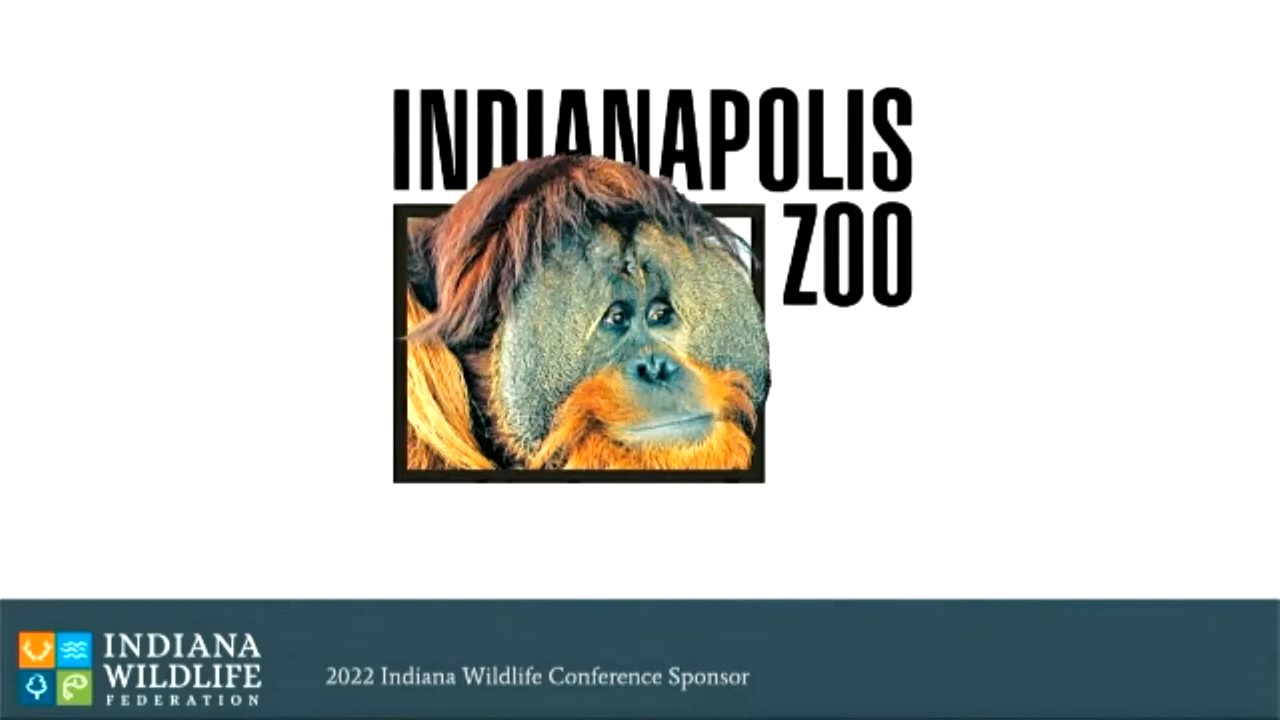 INDIANAPOLIS
ZOO
INDIANA
WILDLIFE
FEDERATION
2022 Indiana Wildlife Conference Sponsor